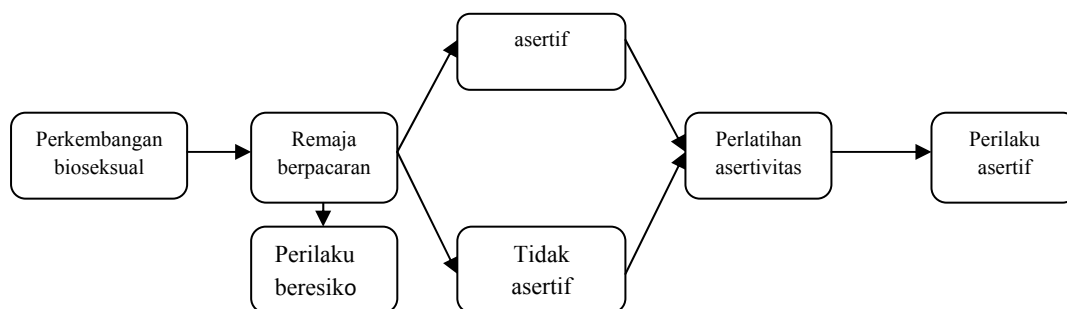 Perkembangan
bioseksual
Remaja
berpacaran
Perilaku
beresiko
asertif
Tidak
asertif
Perlatihan
asertivitas
Perilaku
asertif